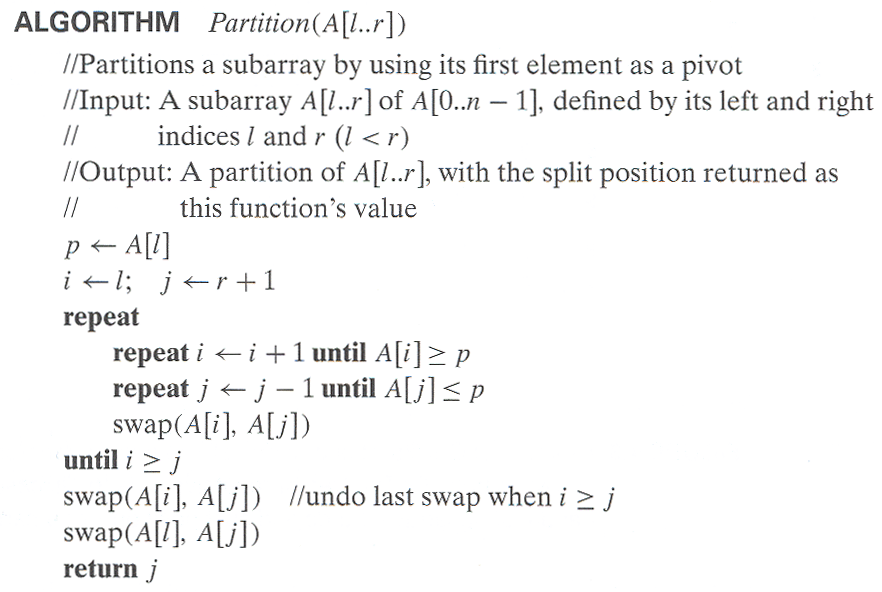 ALGORITHM Partition(A[l..r])
//Partitions a subarray by using its first element as a pivot
//Input: A subarray A[l..r] of A[0..n − 1], defined by its left and right
// indices l and r (l < r)
//Output: A partition of A[l..r], with the split position returned as
// this function's value
p ← A[l]
i ← l; j ← r + 1
repeat
repeat i ← i + 1 until A[i] ≥ p
repeat j ← j − 1 until A[j] ≤ p
swap(A[i], A[j])
until i ≥ j
swap(A[i], A[j]) //undo last swap when i ≥ j
swap(A[l], A[j])
return j